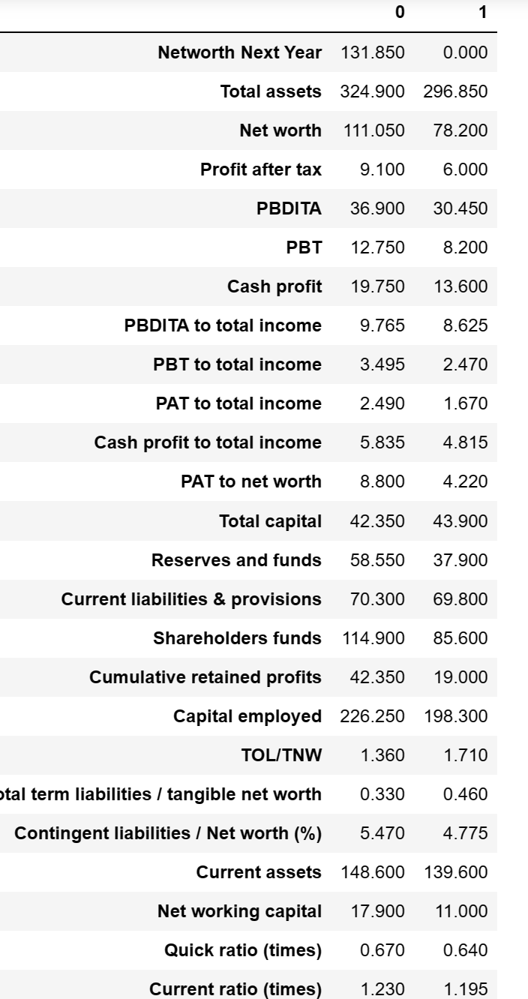 0 1
Networth Next Year 131.850 0.000
Total assets 324.900 296.850
Net worth 111.050 78.200
Profit after tax 9.100 6.000
PBDITA 36.900 30.450
PBT 12.750 8.200
Cash profit 19.750 13.600
PBDITA to total income 9.765 8.625
PBT to total income 3.495 2.470
PAT to total income 2.490 1.670
Cash profit to total income 5.835 4.815
PAT to net worth 8.800 4.220
Total capital 42.350 43.900
Reserves and funds 58.550 37.900
Current liabilities & provisions 70.300 69.800
Shareholders funds 114.900 85.600
Cumulative retained profits 42.350 19.000
Capital employed 226.250 198.300
TOL/TNW 1.360 1.710
otal term liabilities / tangible net worth 0.330 0.460
Contingent liabilities / Net worth (%) 5.470 4.775
Current assets 148.600 139.600
Net working capital 17.900 11.000
Quick ratio (times) 0.670 0.640
Current ratio (times) 1.230 1.195